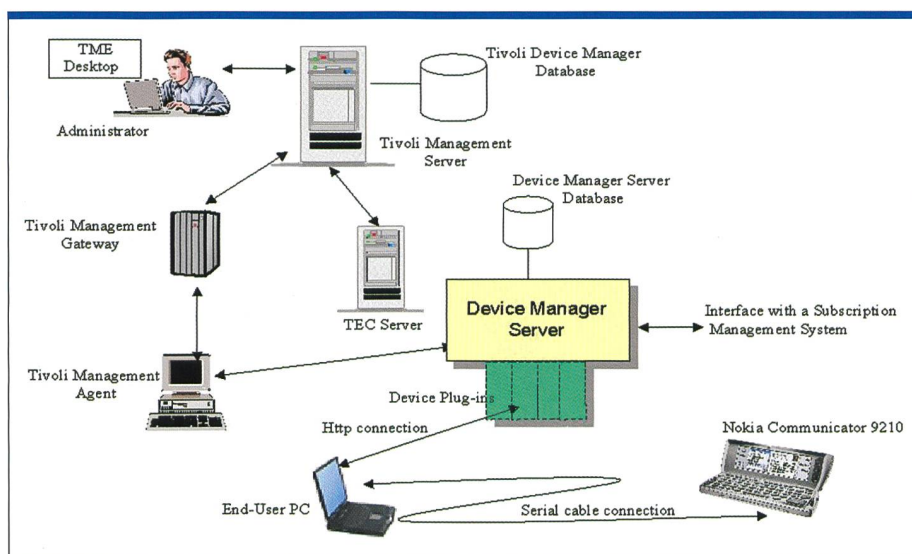 TME
Desktop
Administrator
Tivoli Device Manager
Database
Tivoli Management
Server
Device Manager Server
Database
Tivoli Management
Gateway
TEC Server
Device Manager
Server
Interface with a Subscription
Management System
Tivoli Management
Agent
Device Plug-ins
Http connection
Nokia Communicator 9210
End-User PC
Serial cable connection